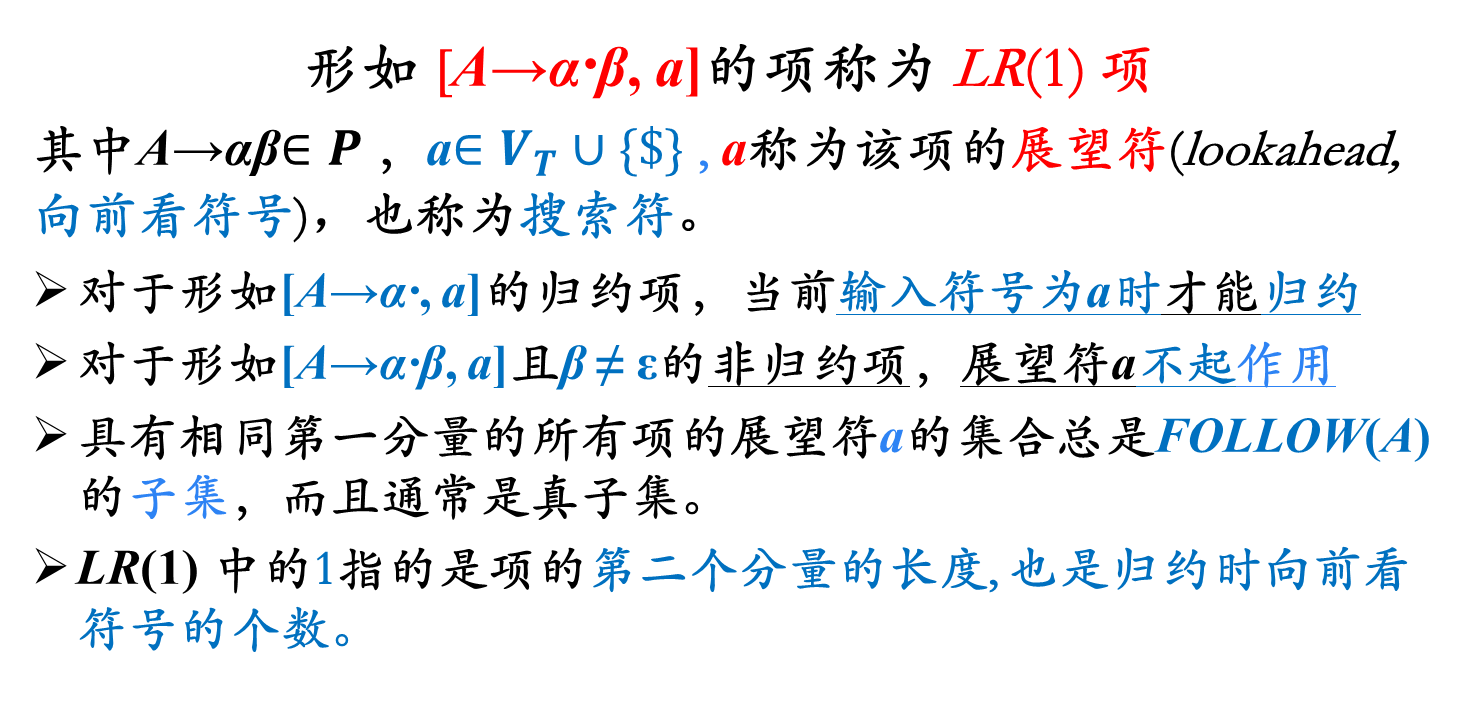 形如 [A→α·β, a]的项称为 LR(1) 项
其中A→αβ∈ P ，a∈ V_T ∪ {$} , a称为该项的展望符(lookahead,
向前看符号)，也称为搜索符。
➢ 对于形如[A→α·, a]的归约项，当前输入符号为a时才能归约
➢ 对于形如[A→α·β, a]且β ≠ ε的非归约项，展望符a不起作用
➢ 具有相同第一分量的所有项的展望符a的集合总是FOLLOW(A)
的子集，而且通常是真子集。
➢ LR(1) 中的1指的是项的第二个分量的长度, 也是归约时向前看
符号的个数。